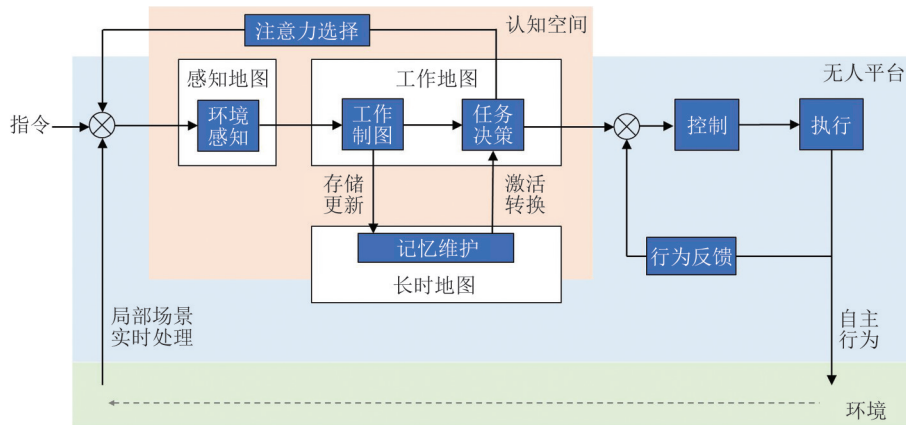 注意力选择
认知空间
感知地图
工作地图
无人平台
指令
环境
感知
工作
制图
任务
决策
控制
执行
存储
更新
激活
转换
记忆维护
长时地图
行为反馈
局部场景
实时处理
自主
行为
环境